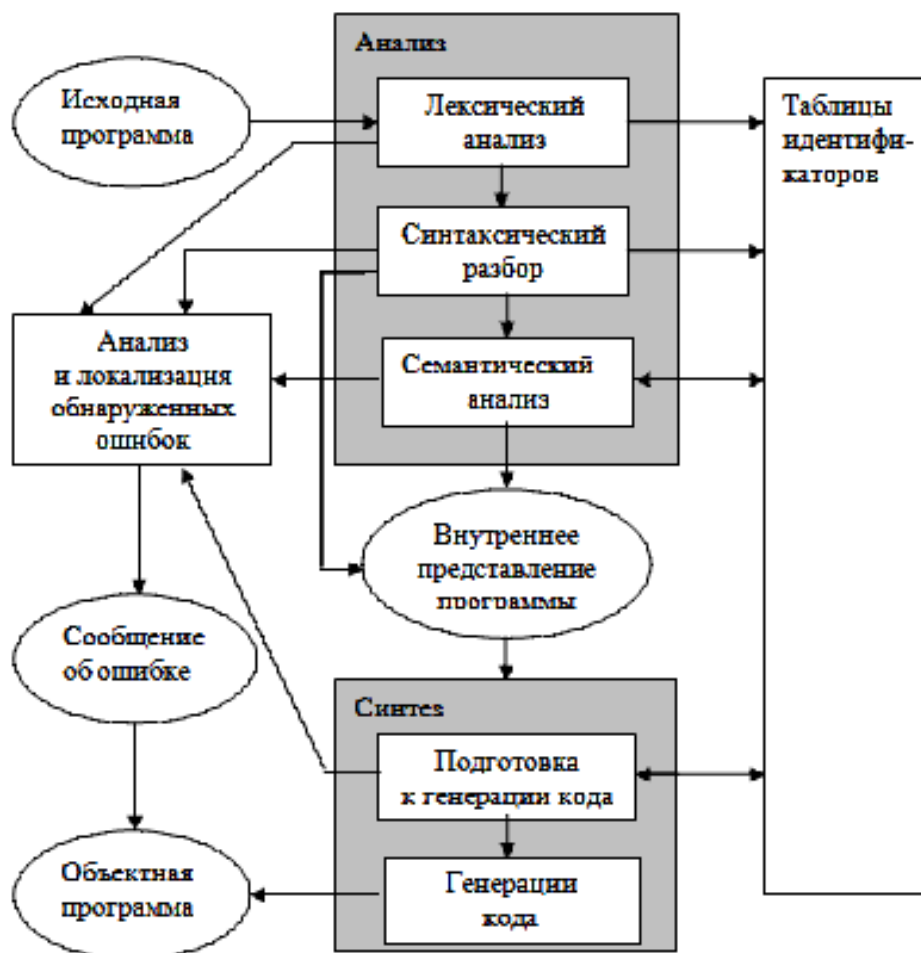 Анализ
Исходная
программа
Лексический
анализ
Таблицы
идентифи-
каторов
Синтаксический
разбор
Анализ
и локализация
обнаруженных
ошибок
Семантический
анализ
Внутреннее
представление
программы
Сообщение
об ошибке
Синтез
Подготовка
к генерации кода
Объектная
программа
Генерации
кода